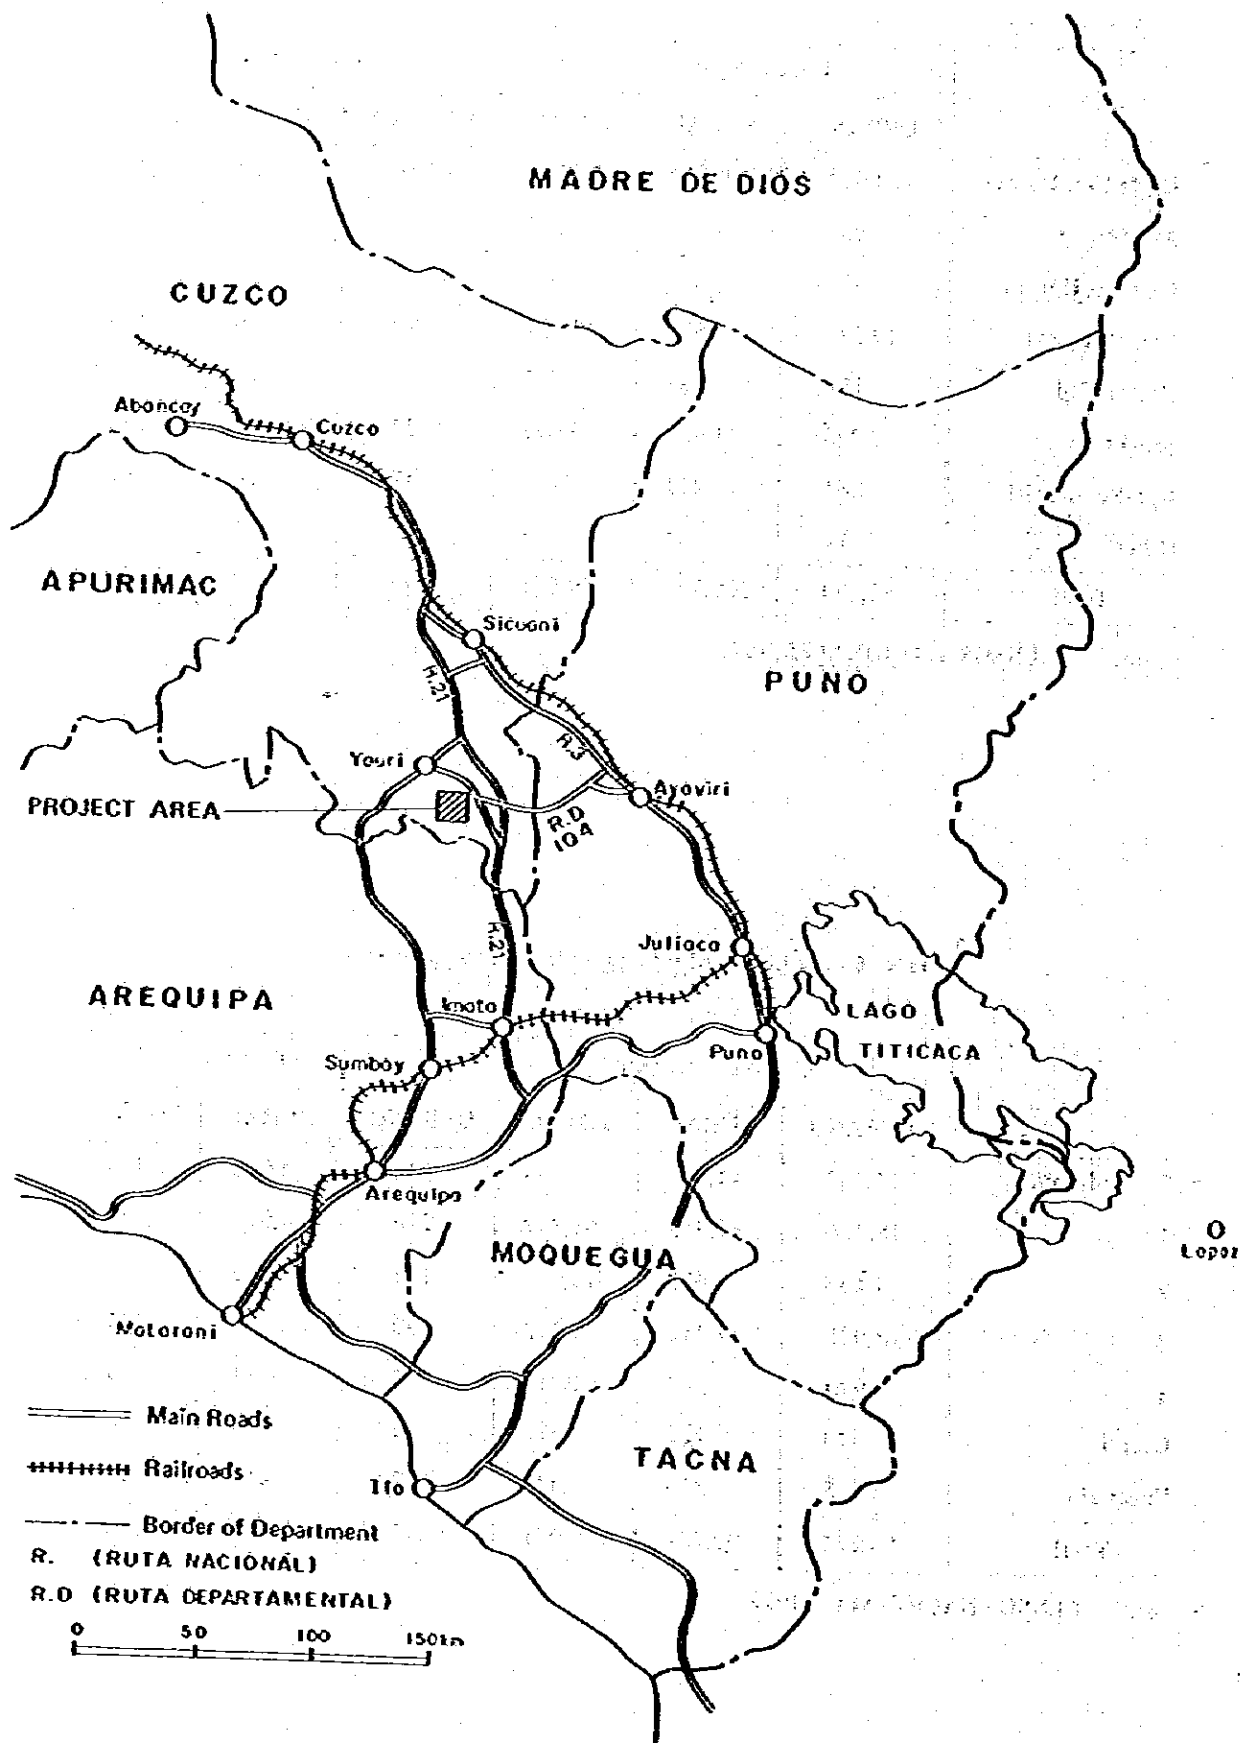 MADRE DE DIOS
CUZCO
Abancay
Cuzco
APURIMAC
Sicuani
R.21
PUNO
Yauri
R.3
Ayaviri
PROJECT AREA
R.D
104
R.21
Juliaca
AREQUIPA
Imata
LAGO
Puno
TITICACA
Sumbay
Arequipa
MOQUEGUA
Matarani
Main Roads
TACNA
Railroads
Ilo
Border of Department
R. (RUTA NACIONAL)
R.D (RUTA DEPARTAMENTAL)
0 50 100 150km